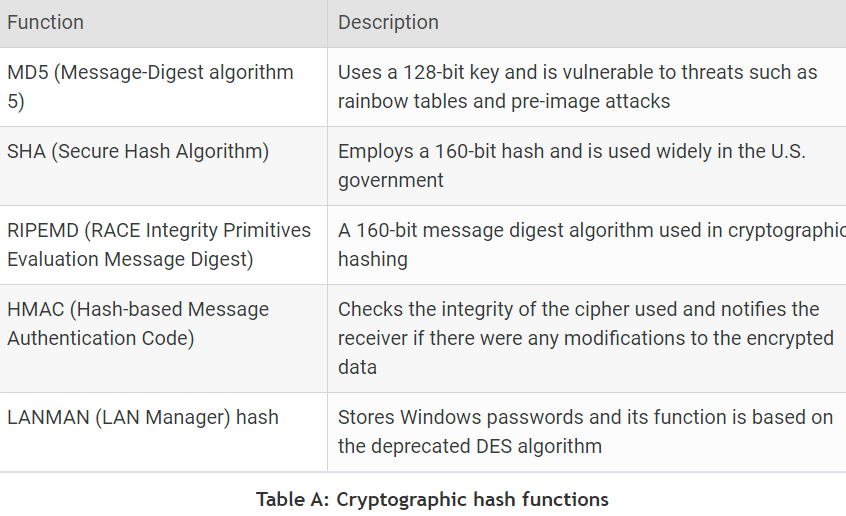 Function
Description
MD5 (Message-Digest algorithm
5)
Uses a 128-bit key and is vulnerable to threats such as
rainbow tables and pre-image attacks
SHA (Secure Hash Algorithm)
Employs a 160-bit hash and is used widely in the U.S.
government
RIPEMD (RACE Integrity Primitives
Evaluation Message Digest)
A 160-bit message digest algorithm used in cryptographic
hashing
HMAC (Hash-based Message
Authentication Code)
Checks the integrity of the cipher used and notifies the
receiver if there were any modifications to the encrypted
data
LANMAN (LAN Manager) hash
Stores Windows passwords and its function is based on
the deprecated DES algorithm
Table A: Cryptographic hash functions